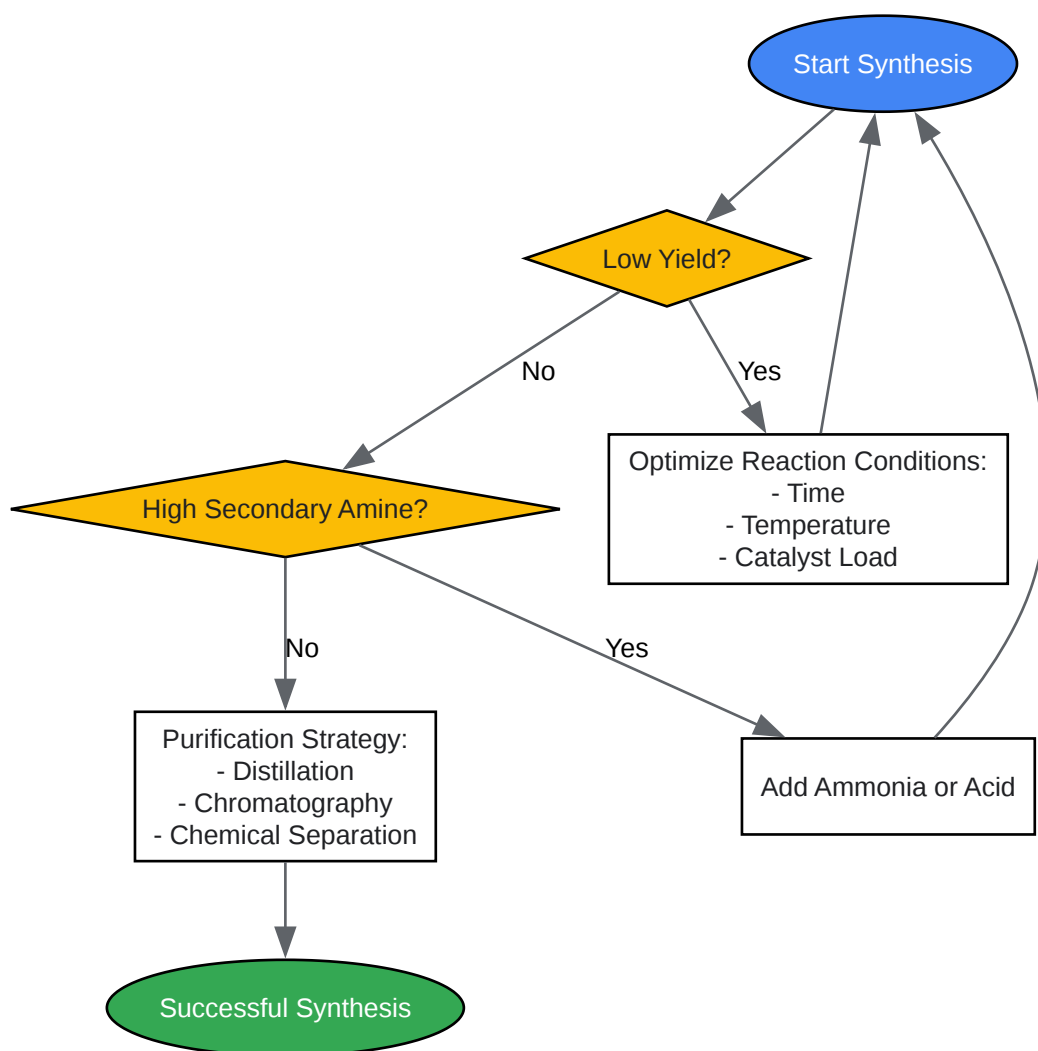 Start Synthesis
Low Yield?
No
Yes
Optimize Reaction Conditions:
- Time
- Temperature
- Catalyst Load
High Secondary Amine?
No
Yes
Purification Strategy:
- Distillation
- Chromatography
- Chemical Separation
Add Ammonia or Acid
Successful Synthesis